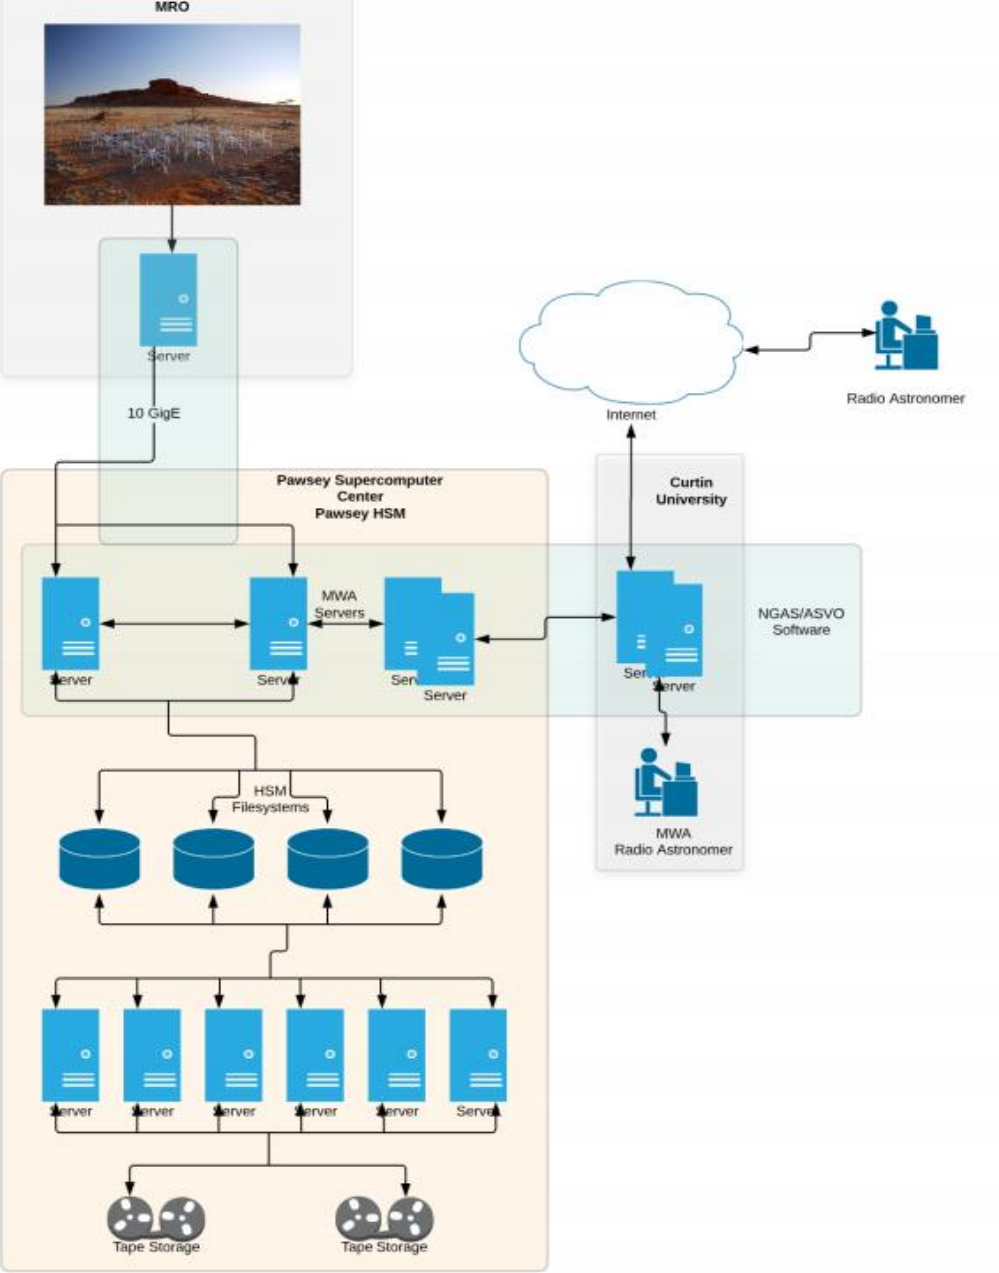 MRO
Server
10 GigE
Internet
Radio Astronomer
Pawsey Supercomputer
Center
Pawsey HSM
Curtin
University
MWA
Servers
NGAS/ASVO
Software
Server
Server
Server
Server
MWA
Radio Astronomer
HSM
Filesystems
Server
Server
Server
Server
Server
Server
Tape Storage
Tape Storage